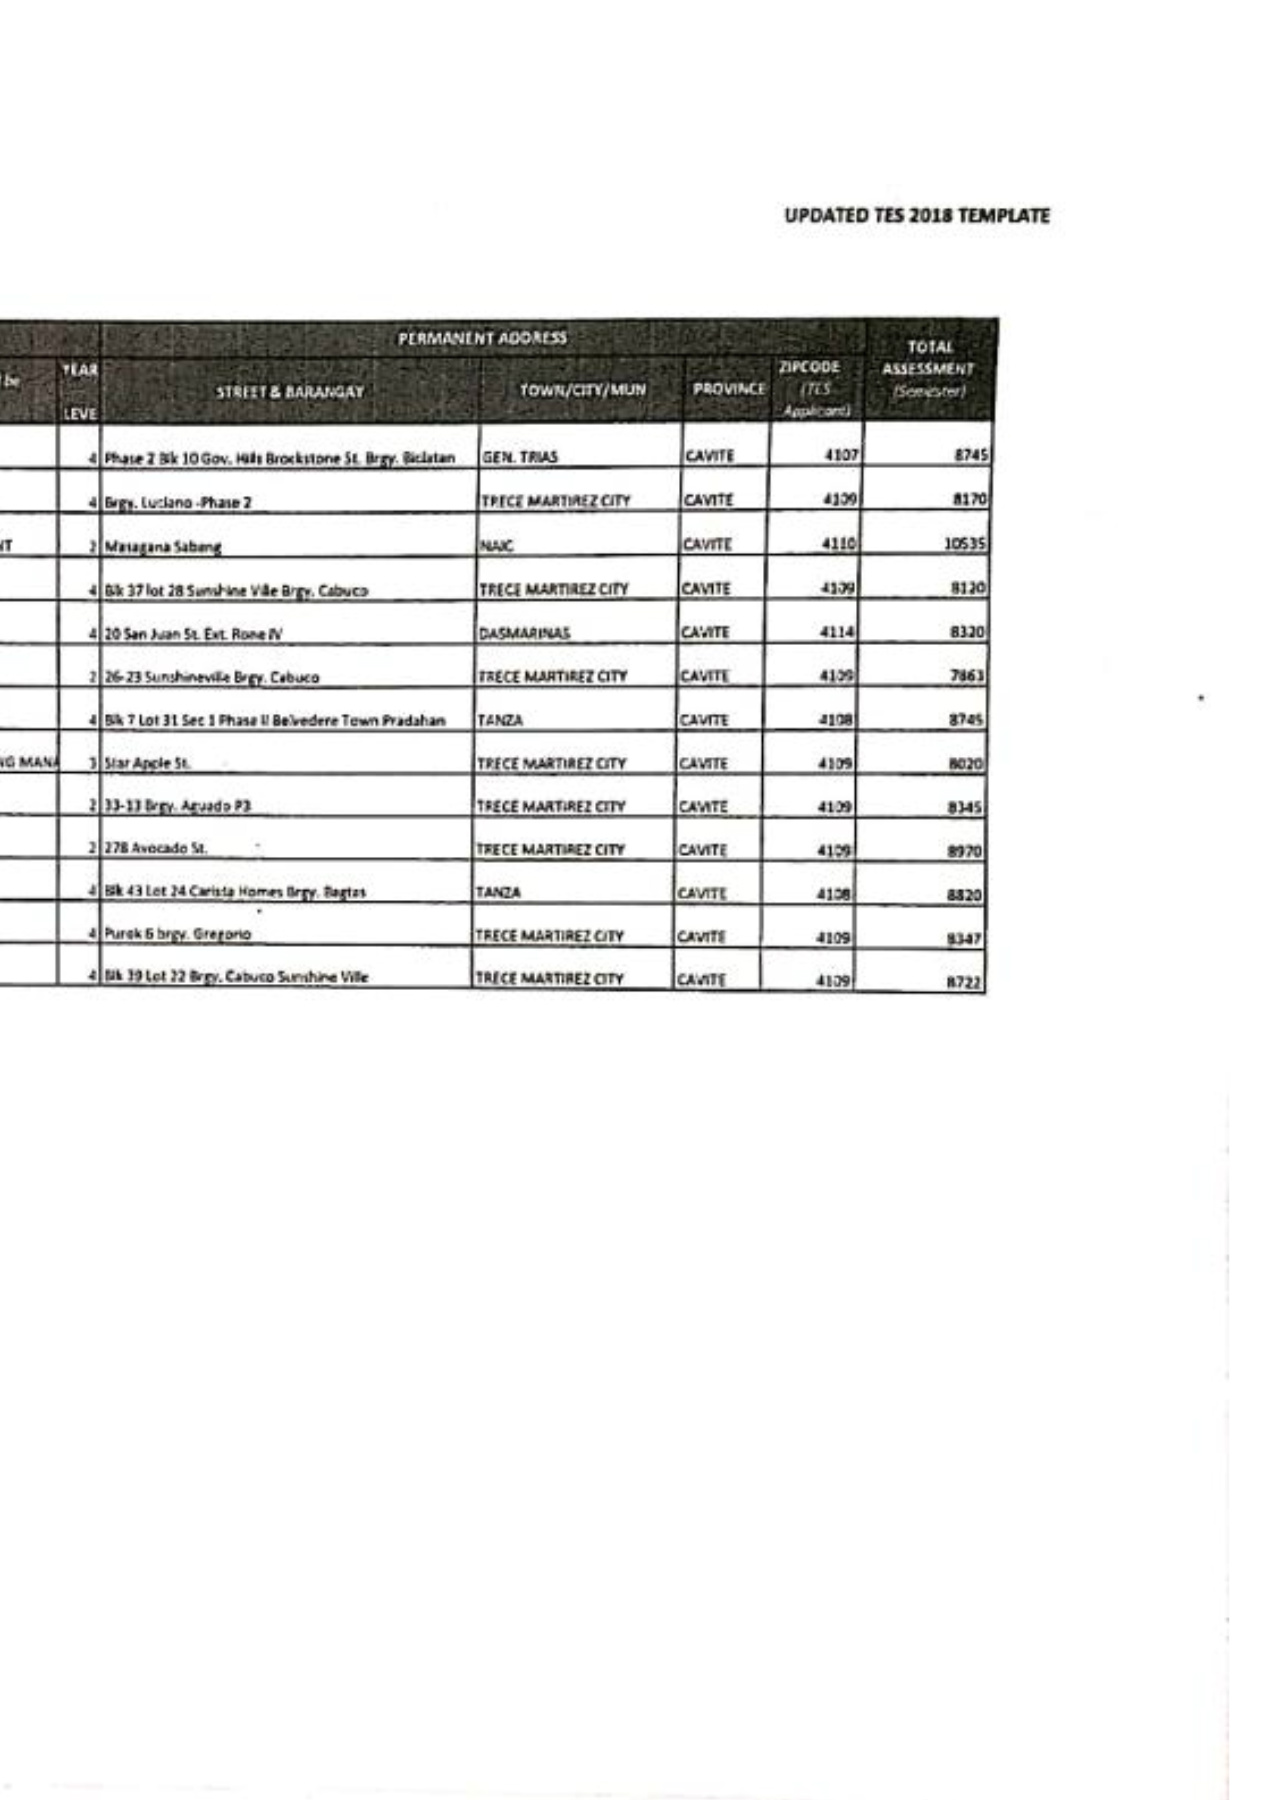 UPDATED TES 2018 TEMPLATE
PERMANENT ADDRESS
TOTAL ASSESSMENT (Semester)
be YEAR LEVE STREET & BARANGAY TOWN/CITY/MUN PROVINCE ZIPCODE (TES Applicant)
4 Phase 2 Blk 10 Gov. Hills Brockstone St. Brgy. Biclatan GEN. TRIAS CAVITE 4107 8745
4 Brgy. Luciano -Phase 2 TRECE MARTIREZ CITY CAVITE 4109 8170
NT 2 Masagana Sabang NAIC CAVITE 4110 10535
4 Blk 37 lot 28 Sunshine Ville Brgy. Cabuco TRECE MARTIREZ CITY CAVITE 4109 8120
4 20 San Juan St. Ext. Rone IV DASMARINAS CAVITE 4114 8320
2 26-23 Sunshineville Brgy. Cabuco TRECE MARTIREZ CITY CAVITE 4109 7863
4 Blk 7 Lot 31 Sec 1 Phase II Belvedere Town Pradahan TANZA CAVITE 4108 8745
NG MANA 3 Star Apple St. TRECE MARTIREZ CITY CAVITE 4109 8020
2 33-13 Brgy. Aguado P3 TRECE MARTIREZ CITY CAVITE 4109 8345
2 278 Avocado St. TRECE MARTIREZ CITY CAVITE 4109 8970
4 Blk 43 Lot 24 Carista Homes Brgy. Bagtas TANZA CAVITE 4108 8820
4 Purok 6 brgy. Gregorio TRECE MARTIREZ CITY CAVITE 4109 8347
4 Blk 39 Lot 22 Brgy. Cabuco Sunshine Ville TRECE MARTIREZ CITY CAVITE 4109 8722